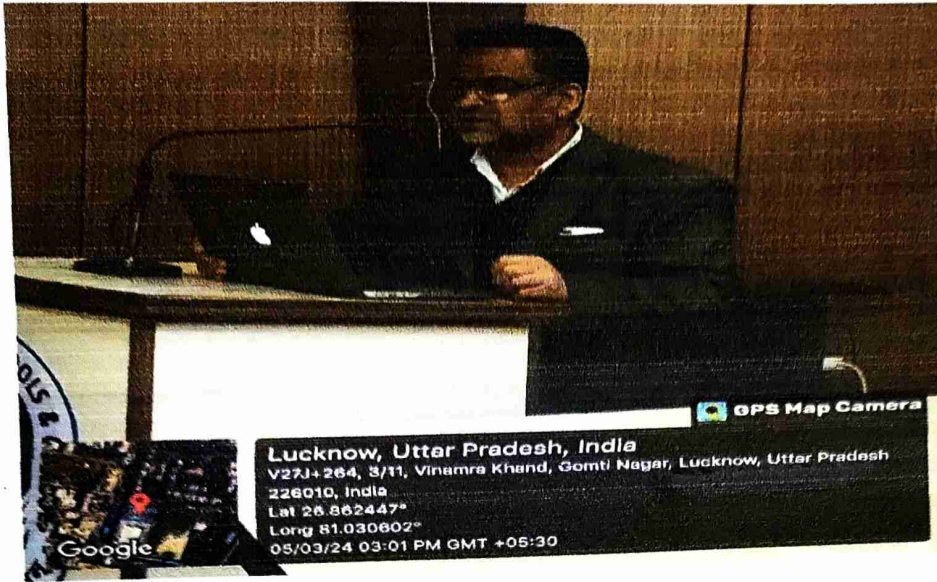 OLS &
GPS Map Camera
Lucknow, Uttar Pradesh, India
V27J+264, 3/11, Vinamra Khand, Gomti Nagar, Lucknow, Uttar Pradesh
226010, India
Lat 26.862447°
Long 81.030602°
05/03/24 03:01 PM GMT +05:30
Google